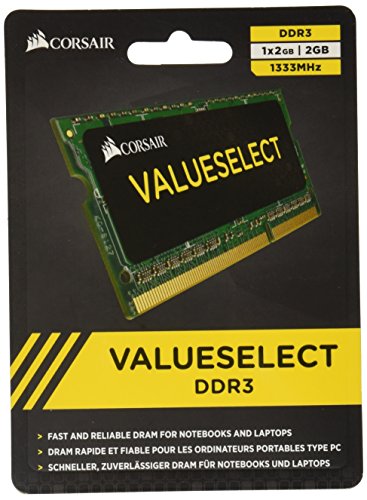 CORSAIR
DDR3
1x2GB | 2GB
1333MHz
CORSAIR
VALUESELECT
VALUESELECT
DDR3
FAST AND RELIABLE DRAM FOR NOTEBOOKS AND LAPTOPS
DRAM RAPIDE ET FIABLE POUR LES ORDINATEURS PORTABLES TYPE PC
SCHNELLER, ZUVERLÄSSIGER DRAM FÜR NOTEBOOKS UND LAPTOPS